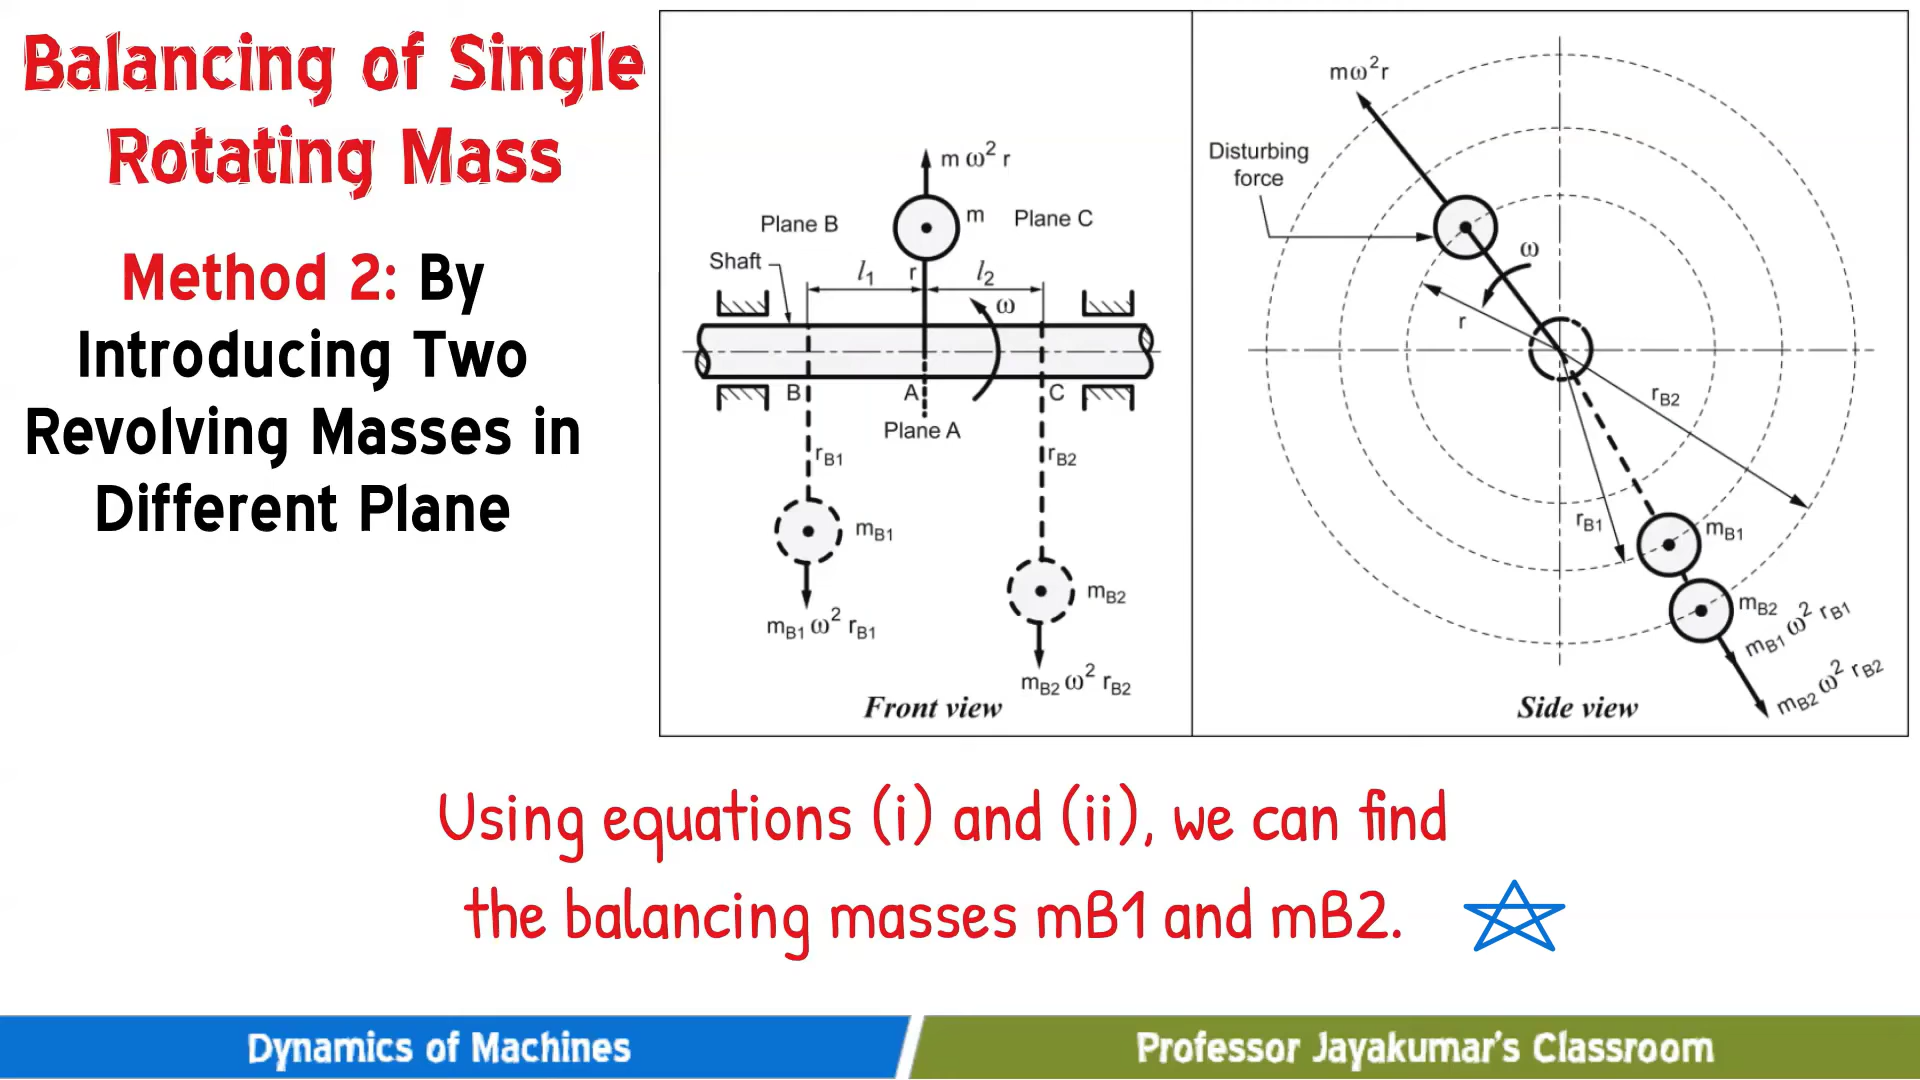 Balancing of Single
Rotating Mass
Method 2: By
Introducing Two
Revolving Masses in
Different Plane
m ω² r
m
Plane B
Plane C
Shaft
l₁
r
l₂
ω
B
A
C
Plane A
r_B1
r_B2
m_B1
m_B2
m_B1 ω² r_B1
m_B2 ω² r_B2
Front view
mω²r
Disturbing
force
ω
r
r_B2
r_B1
m_B1
m_B2
m_B1 ω² r_B1
m_B2 ω² r_B2
Side view
Using equations (i) and (ii), we can find
the balancing masses mB1 and mB2.
Dynamics of Machines
Professor Jayakumar's Classroom